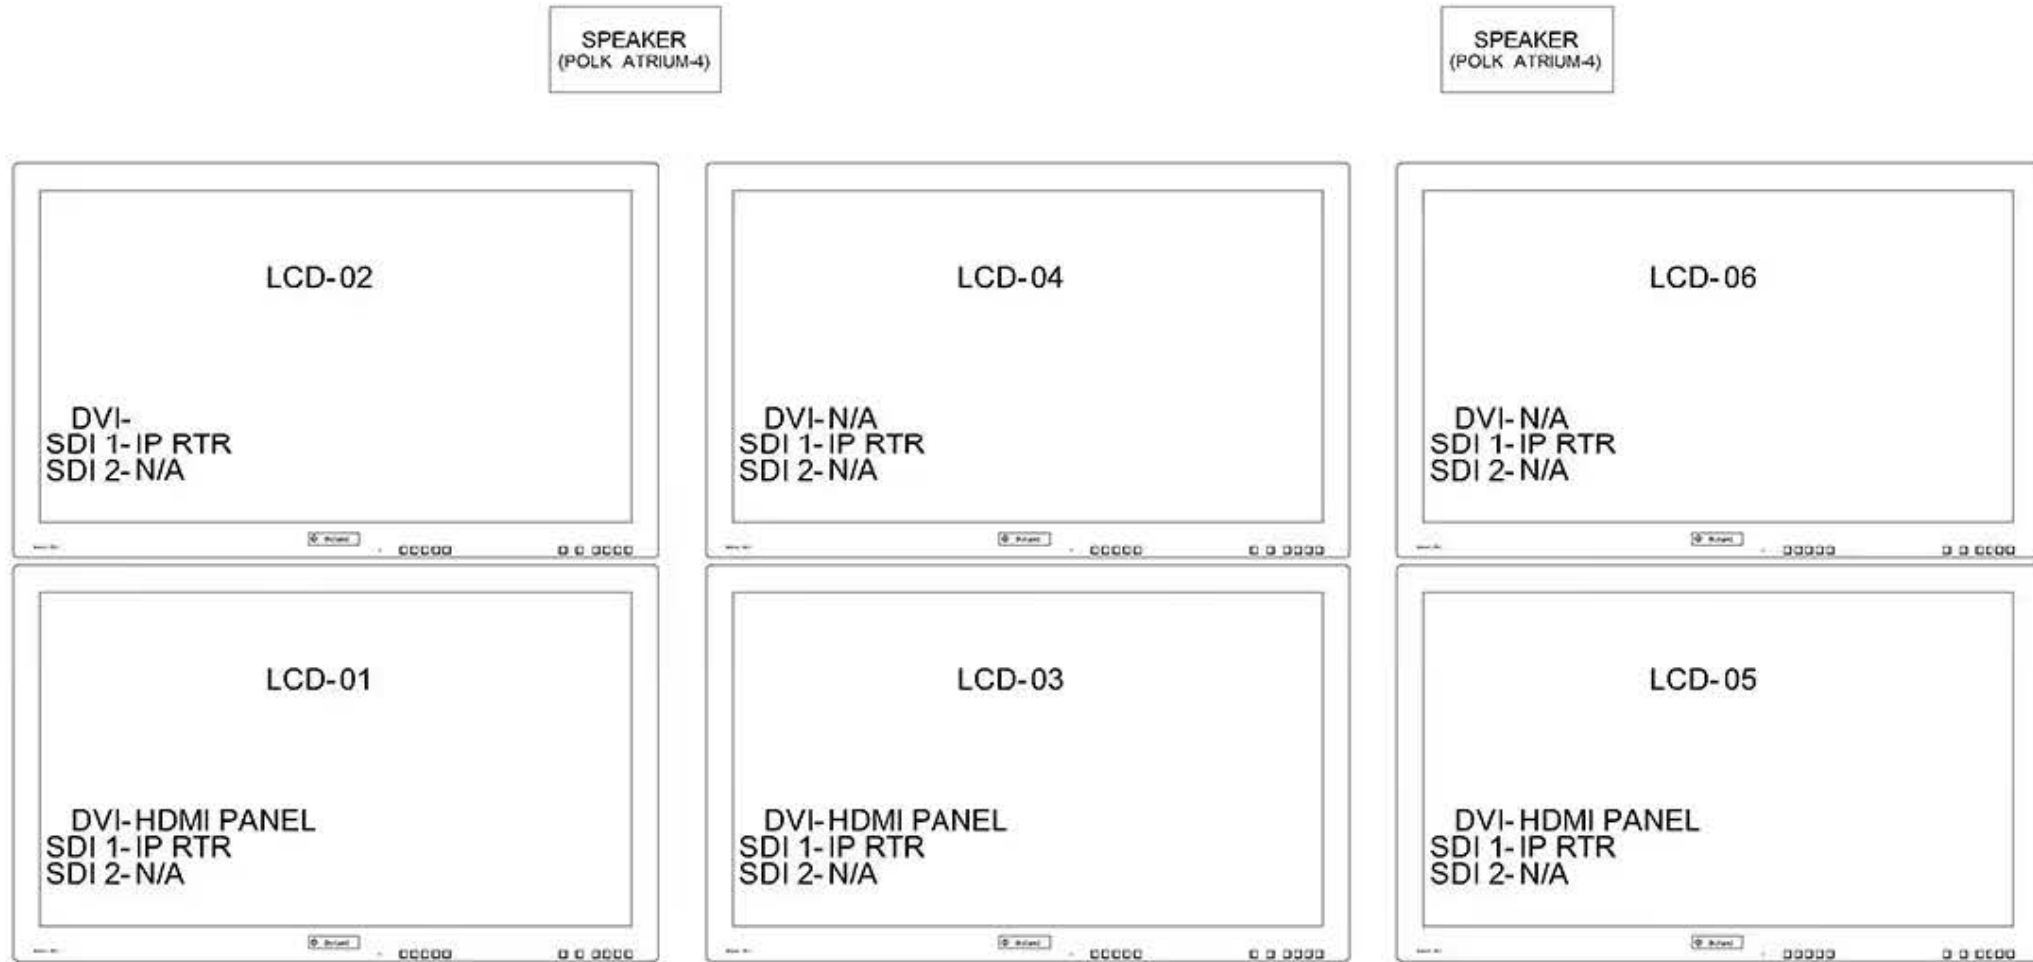 SPEAKER
(POLK ATRIUM-4)
SPEAKER
(POLK ATRIUM-4)
LCD-02
DVI-
SDI 1-IP RTR
SDI 2-N/A
LCD-04
DVI-N/A
SDI 1-IP RTR
SDI 2-N/A
LCD-06
DVI-N/A
SDI 1-IP RTR
SDI 2-N/A
LCD-01
DVI-HDMI PANEL
SDI 1-IP RTR
SDI 2-N/A
LCD-03
DVI-HDMI PANEL
SDI 1-IP RTR
SDI 2-N/A
LCD-05
DVI-HDMI PANEL
SDI 1-IP RTR
SDI 2-N/A